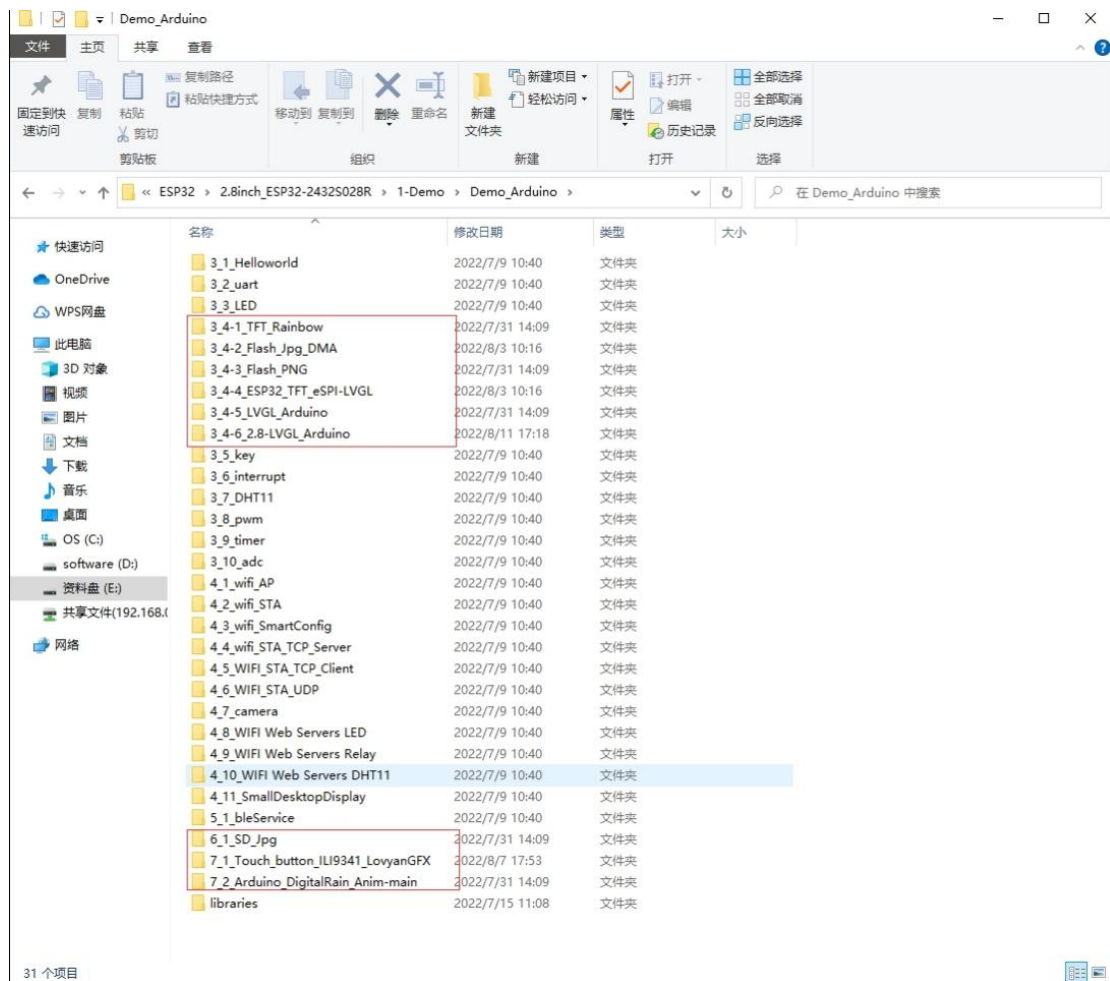 Demo_Arduino
文件 主页 共享 查看
固定到快速访问
复制
粘贴
复制路径
粘贴快捷方式
剪切
剪贴板
移动到
复制到
删除
重命名
组织
新建文件夹
新建项目
轻松访问
新建
属性
打开
编辑
历史记录
打开
全部选择
全部取消
反向选择
选择
« ESP32 › 2.8inch_ESP32-2432S028R › 1-Demo › Demo_Arduino ›
在 Demo_Arduino 中搜索
快速访问
OneDrive
WPS网盘
此电脑
3D 对象
视频
图片
文档
下载
音乐
桌面
OS (C:)
software (D:)
资料盘 (E:)
共享文件(192.168.
网络
名称 修改日期 类型 大小
3_1_Helloworld 2022/7/9 10:40 文件夹
3_2_uart 2022/7/9 10:40 文件夹
3_3_LED 2022/7/9 10:40 文件夹
3_4-1_TFT_Rainbow 2022/7/31 14:09 文件夹
3_4-2_Flash_Jpg_DMA 2022/8/3 10:16 文件夹
3_4-3_Flash_PNG 2022/7/31 14:09 文件夹
3_4-4_ESP32_TFT_eSPI-LVGL 2022/8/3 10:16 文件夹
3_4-5_LVGL_Arduino 2022/7/31 14:09 文件夹
3_4-6_2.8-LVGL_Arduino 2022/8/11 17:18 文件夹
3_5_key 2022/7/9 10:40 文件夹
3_6_interrupt 2022/7/9 10:40 文件夹
3_7_DHT11 2022/7/9 10:40 文件夹
3_8_pwm 2022/7/9 10:40 文件夹
3_9_timer 2022/7/9 10:40 文件夹
3_10_adc 2022/7/9 10:40 文件夹
4_1_wifi_AP 2022/7/9 10:40 文件夹
4_2_wifi_STA 2022/7/9 10:40 文件夹
4_3_wifi_SmartConfig 2022/7/9 10:40 文件夹
4_4_wifi_STA_TCP_Server 2022/7/9 10:40 文件夹
4_5_WIFI_STA_TCP_Client 2022/7/9 10:40 文件夹
4_6_WIFI_STA_UDP 2022/7/9 10:40 文件夹
4_7_camera 2022/7/9 10:40 文件夹
4_8_WIFI Web Servers LED 2022/7/9 10:40 文件夹
4_9_WIFI Web Servers Relay 2022/7/9 10:40 文件夹
4_10_WIFI Web Servers DHT11 2022/7/9 10:40 文件夹
4_11_SmallDesktopDisplay 2022/7/9 10:40 文件夹
5_1_bleService 2022/7/9 10:40 文件夹
6_1_SD_Jpg 2022/7/31 14:09 文件夹
7_1_Touch_button_ILI9341_LovyanGFX 2022/8/7 17:53 文件夹
7_2_Arduino_DigitalRain_Anim-main 2022/7/31 14:09 文件夹
libraries 2022/7/15 11:08 文件夹
31 个项目